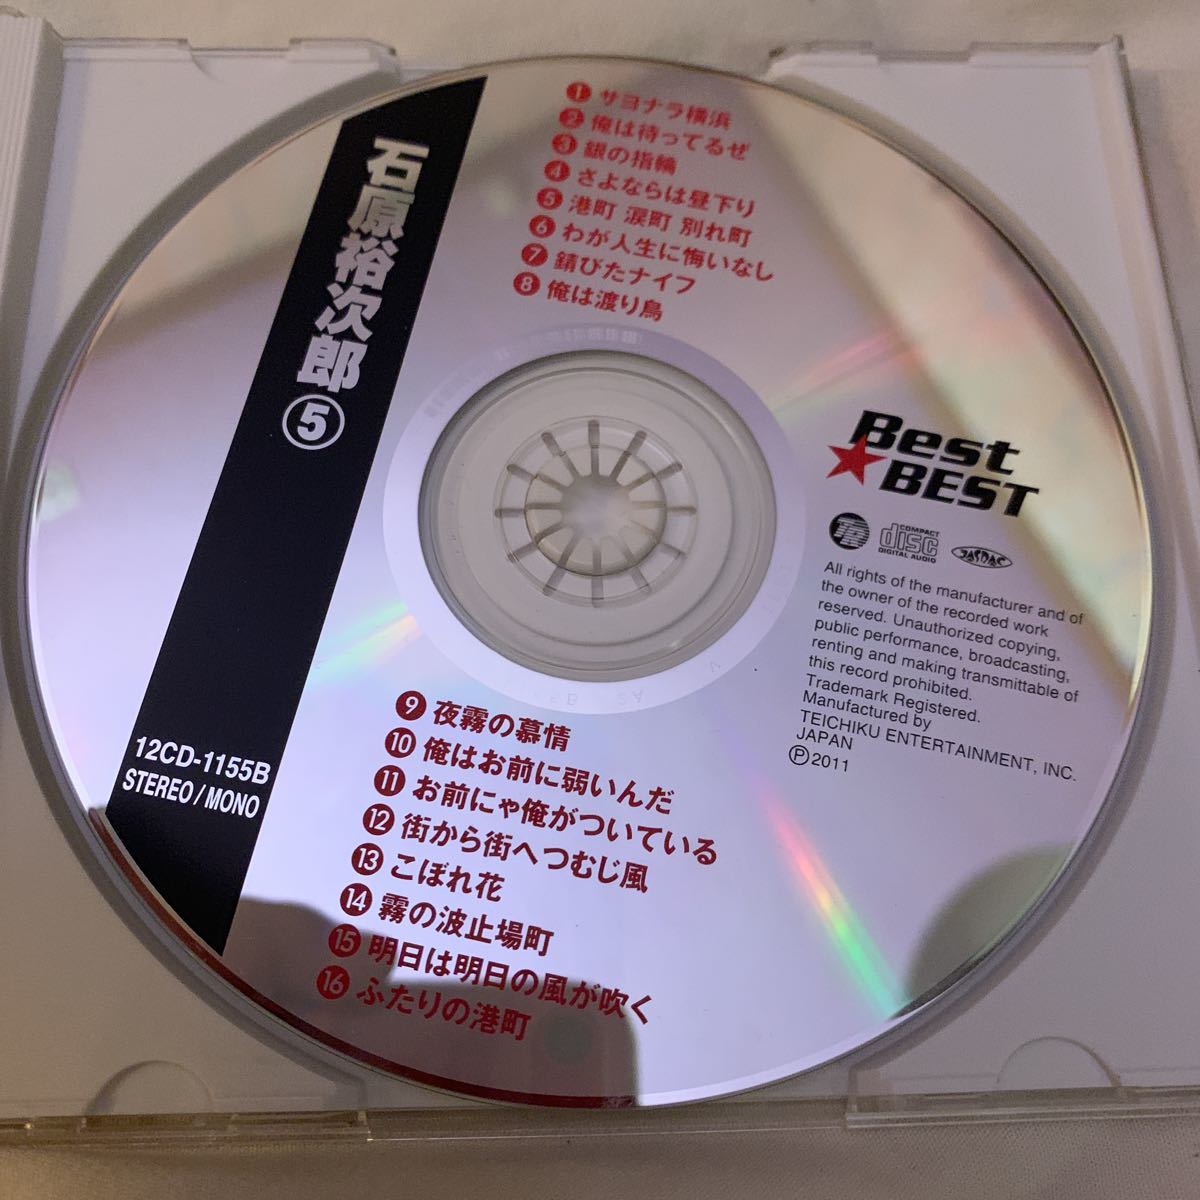 石原裕次郎⑤
12CD-1155B
STEREO/MONO
1 サヨナラ横浜
2 俺は待ってるぜ
3 銀の指輪
4 さよならは昼下り
5 港町 涙町 別れ町
6 わが人生に悔いなし
7 錆びたナイフ
8 俺は渡り鳥
Best
★BEST
COMPACT
disc
DIGITAL AUDIO
JASRAC
All rights of the manufacturer and of
the owner of the recorded work
reserved. Unauthorized copying,
public performance, broadcasting,
renting and making transmittable of
this record prohibited.
Trademark Registered.
Manufactured by
TEICHIKU ENTERTAINMENT, INC.
JAPAN
Ⓟ2011
9 夜霧の慕情
10 俺はお前に弱いんだ
11 お前にゃ俺がついている
12 街から街へつむじ風
13 こぼれ花
14 霧の波止場町
15 明日は明日の風が吹く
16 ふたりの港町